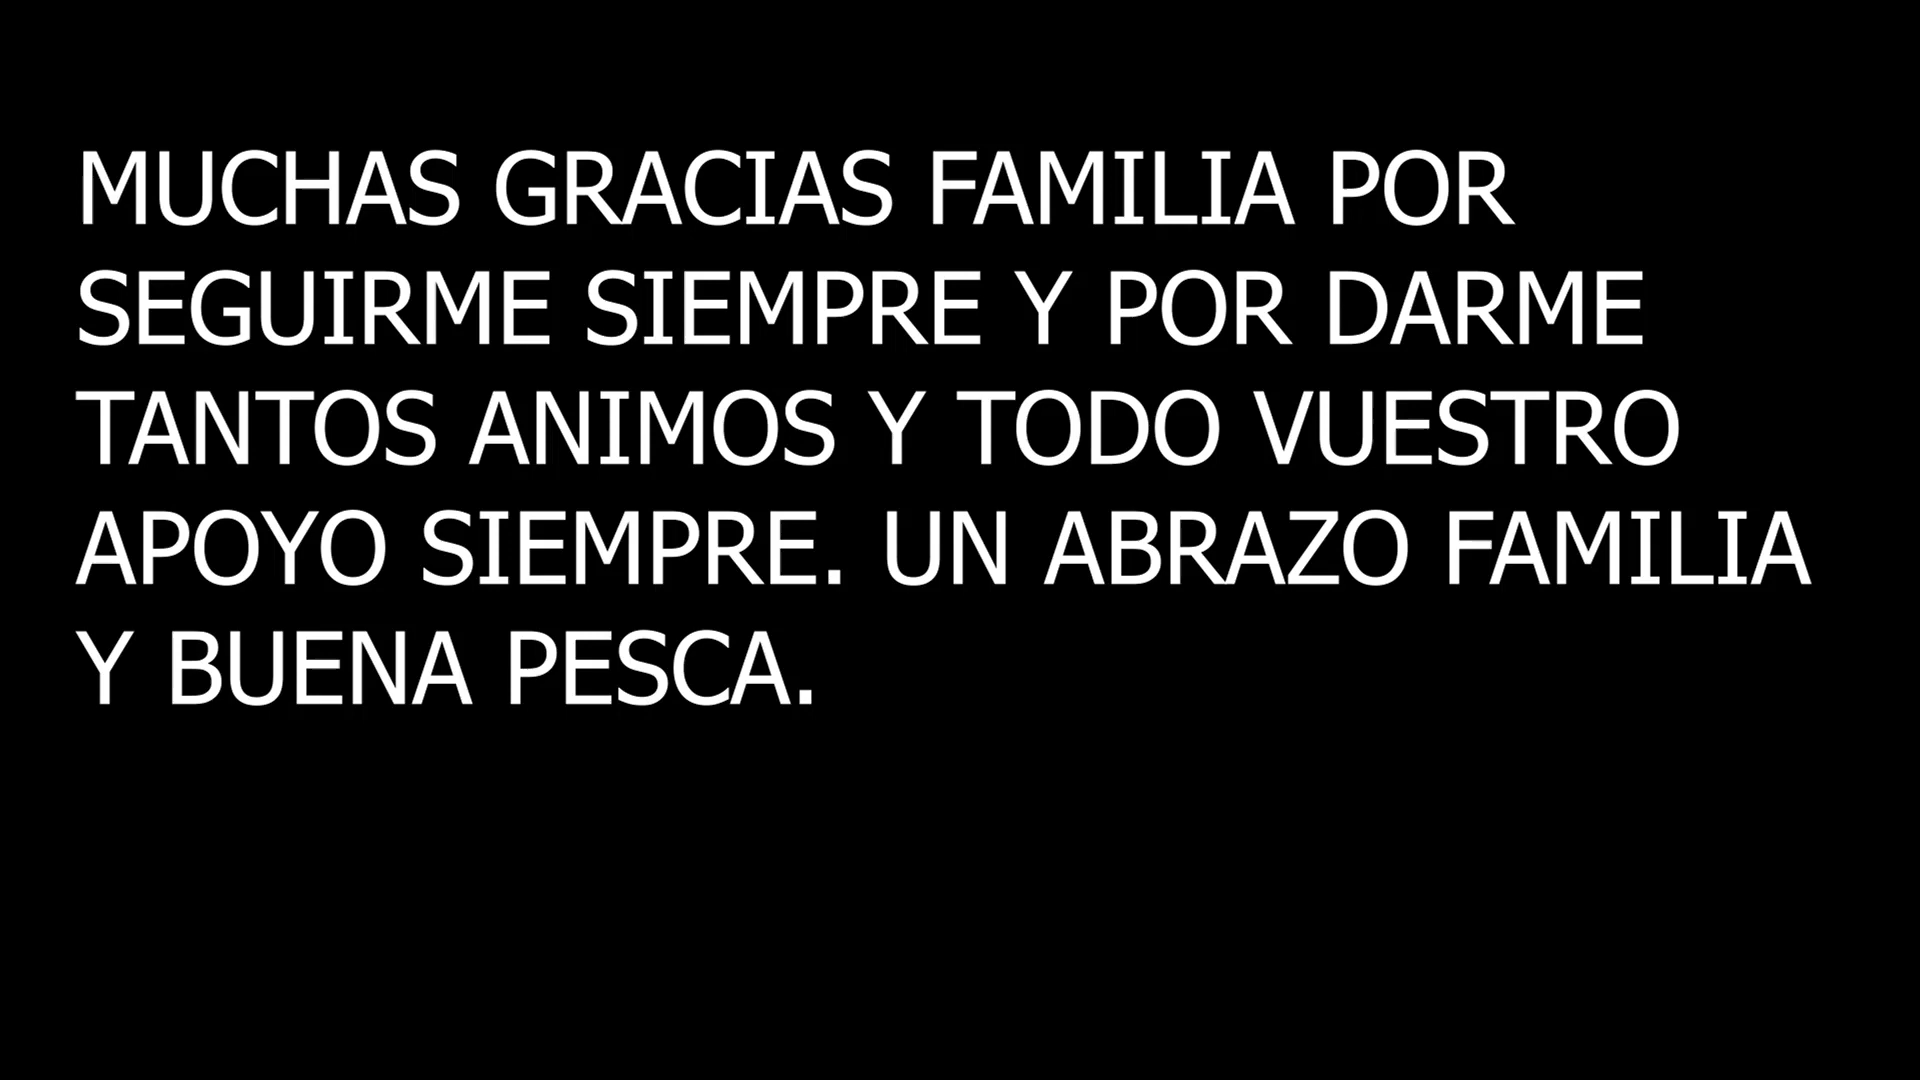 MUCHAS GRACIAS FAMILIA POR
SEGUIRME SIEMPRE Y POR DARME
TANTOS ANIMOS Y TODO VUESTRO
APOYO SIEMPRE. UN ABRAZO FAMILIA
Y BUENA PESCA.